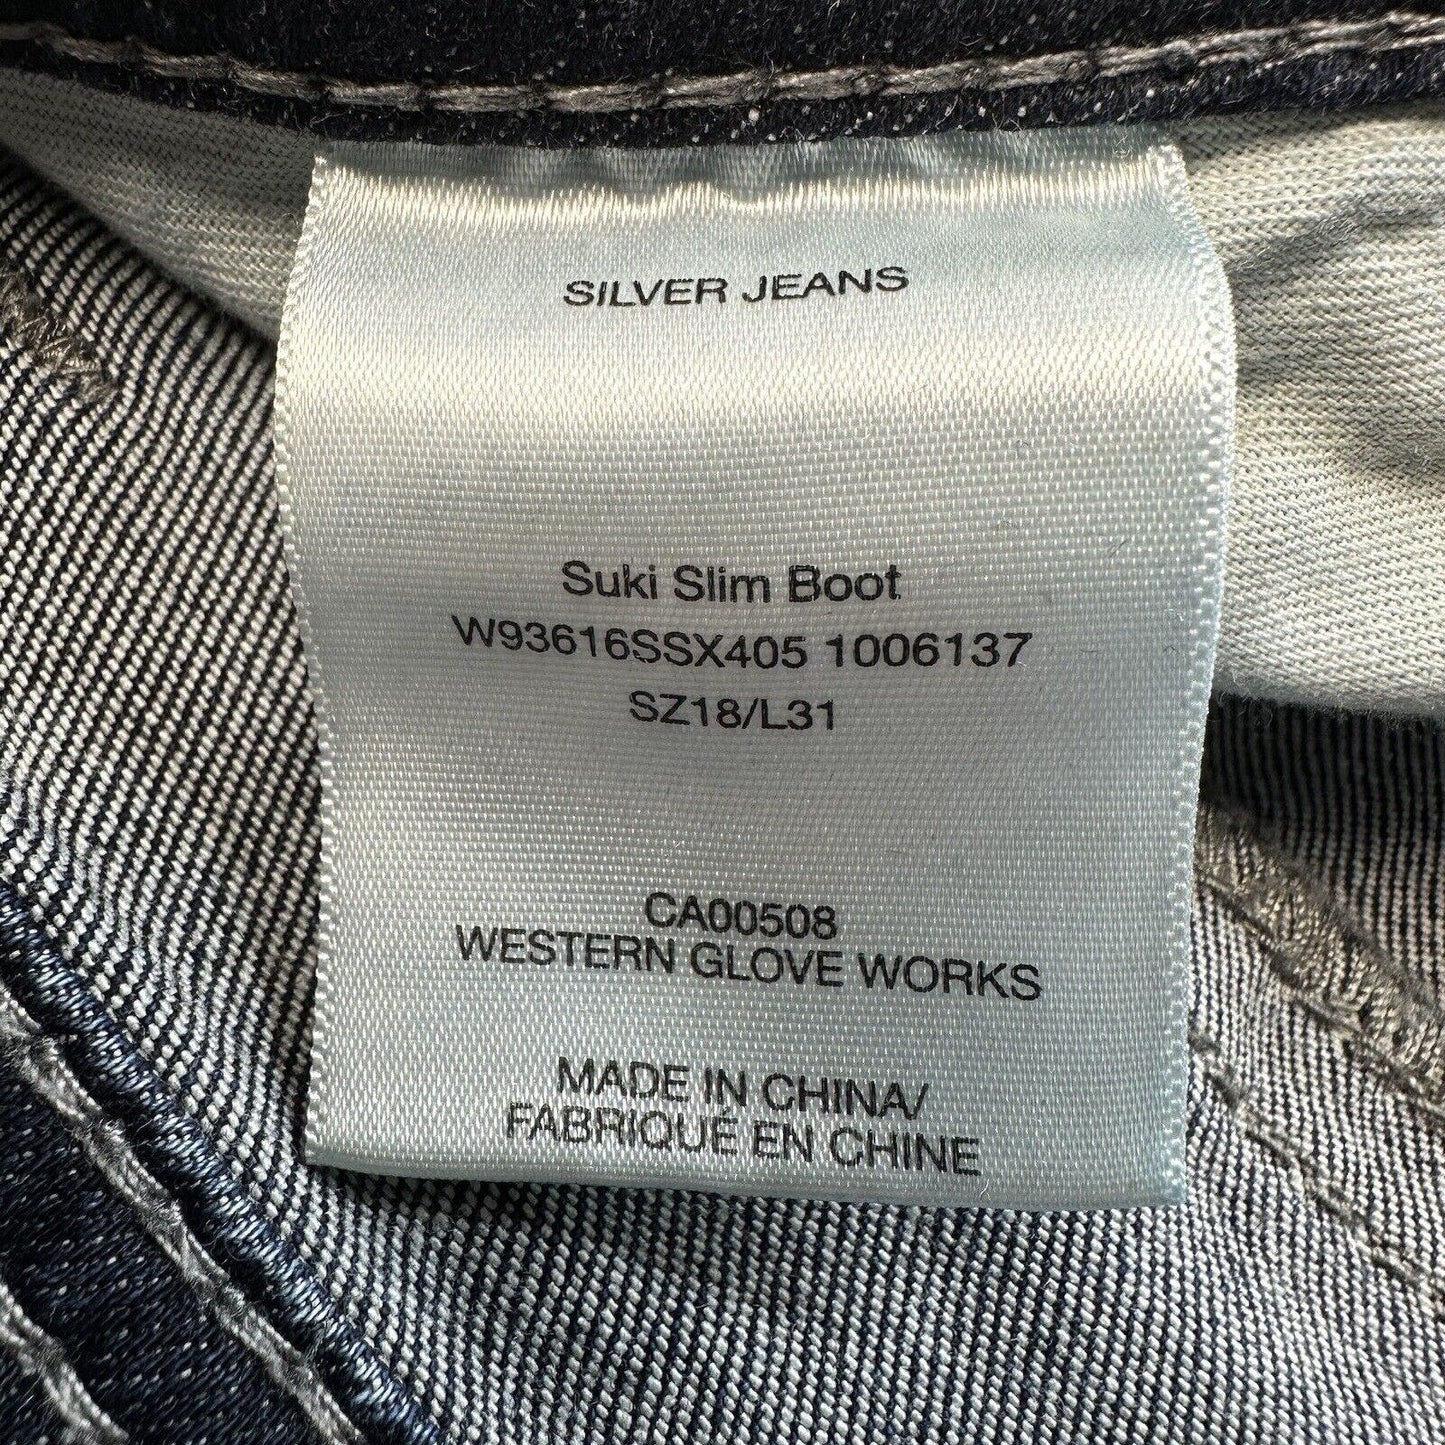 SILVER JEANS
Suki Slim Boot
W93616SSX405 1006137
SZ18/L31
CA00508
WESTERN GLOVE WORKS
MADE IN CHINA/
FABRIQUÉ EN CHINE